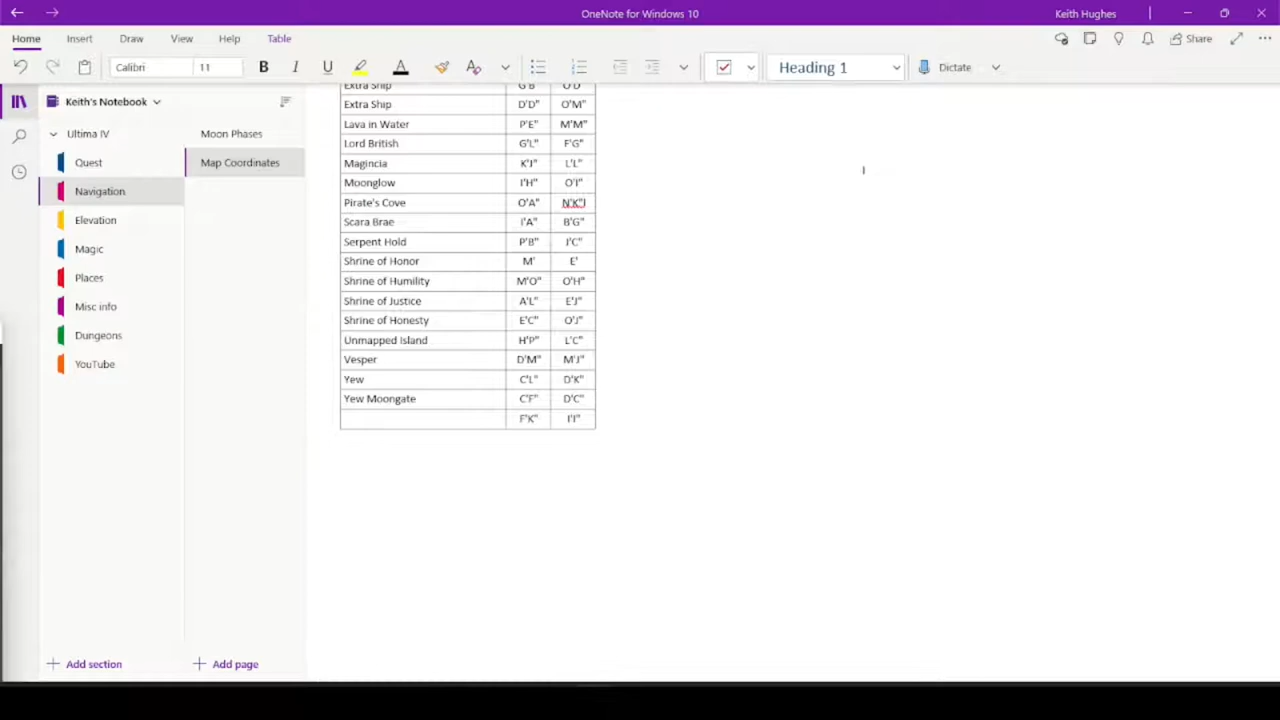 OneNote for Windows 10
Keith Hughes
Home Insert Draw View Help Table
Share
Calibri 11 B I U A Heading 1 Dictate
Keith's Notebook
Ultima IV
Quest
Navigation
Elevation
Magic
Places
Misc info
Dungeons
YouTube
Add section
Moon Phases
Map Coordinates
Add page
Extra Ship G'B" O'D"
Extra Ship D'D" O'M"
Lava in Water P'E" M'M"
Lord British G'L" F'G"
Magincia K'J" L'L"
Moonglow I'H" O'I"
Pirate's Cove O'A" N'K"J
Scara Brae I'A" B'G"
Serpent Hold P'B" J'C"
Shrine of Honor M' E'
Shrine of Humility M'O" O'H"
Shrine of Justice A'L" E'J"
Shrine of Honesty E'C" O'J"
Unmapped Island H'P" L'C"
Vesper D'M" M'J"
Yew C'L" D'K"
Yew Moongate C'F" D'C"
F'K" I'I"